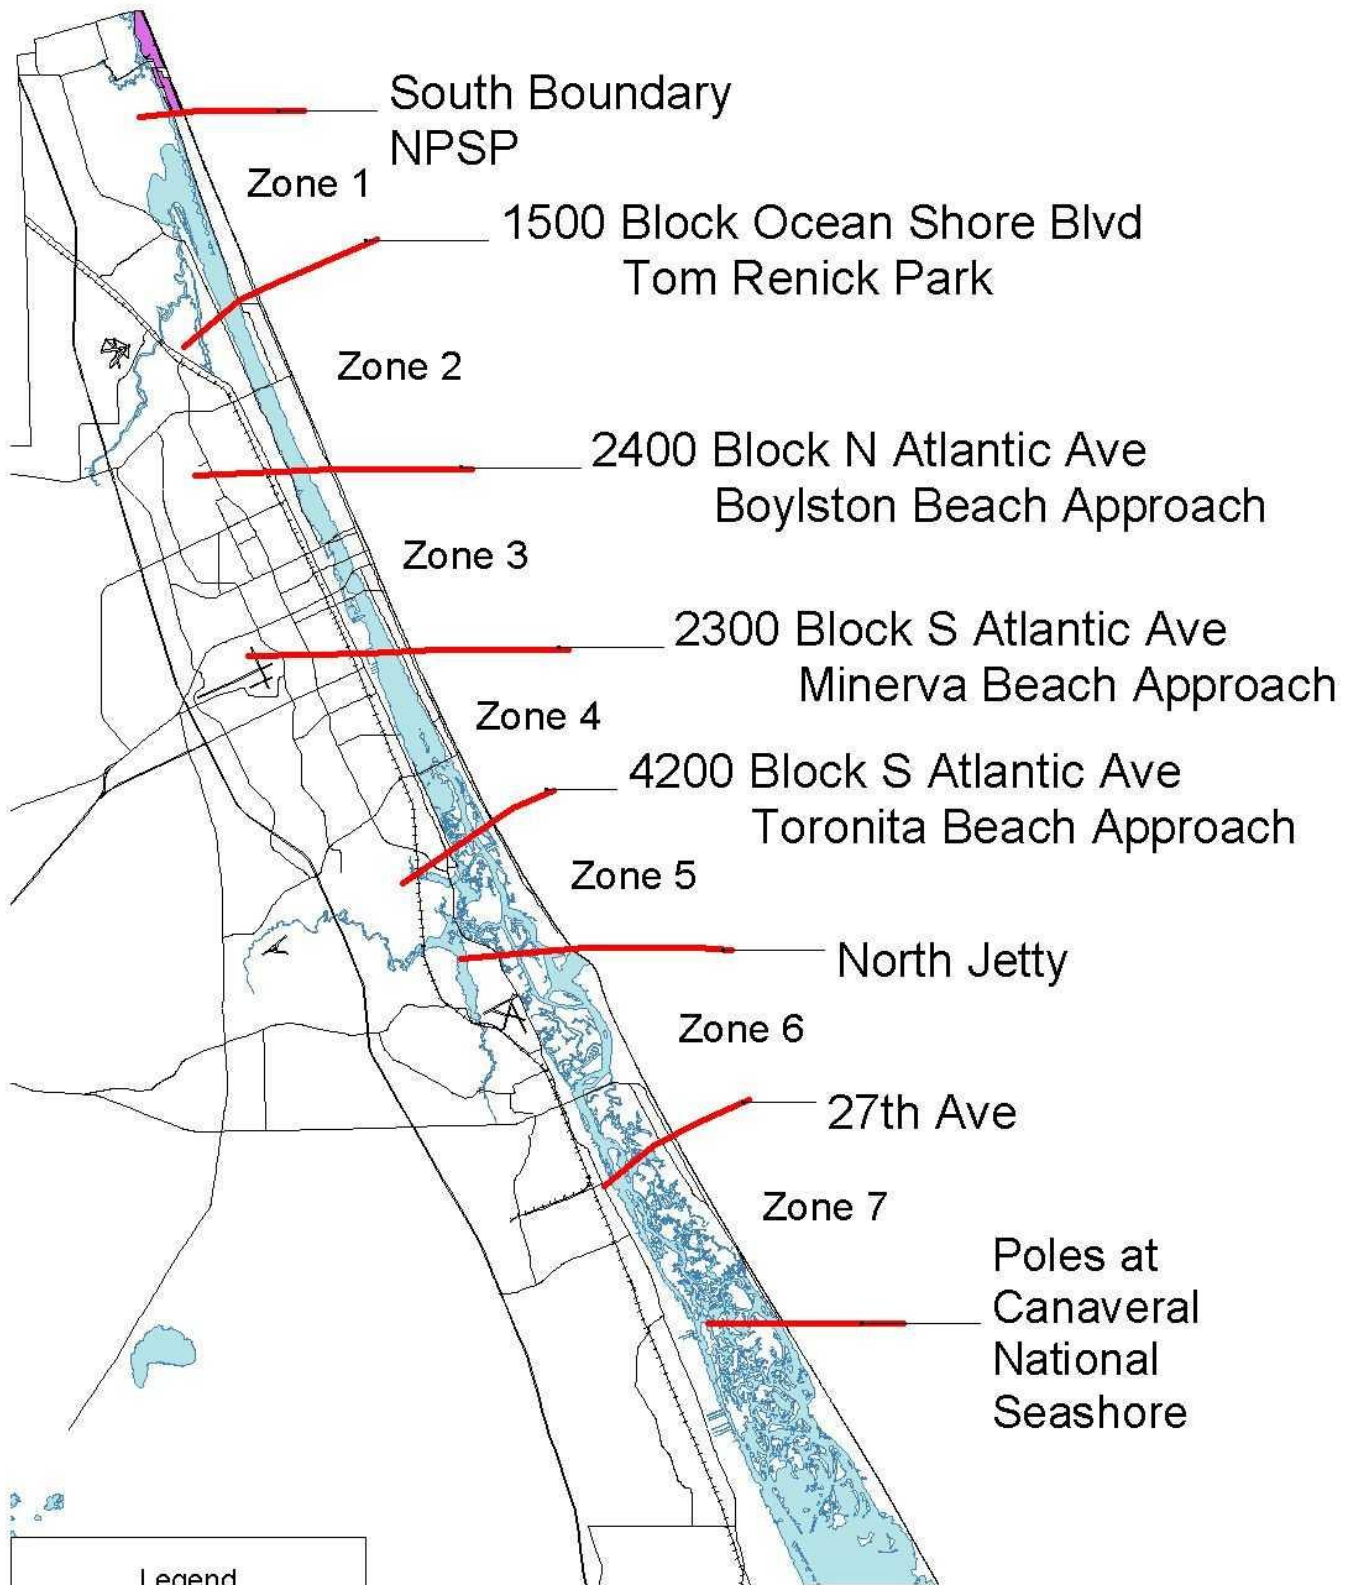 South Boundary
NPSP
Zone 1
1500 Block Ocean Shore Blvd
Tom Renick Park
Zone 2
2400 Block N Atlantic Ave
Boylston Beach Approach
Zone 3
2300 Block S Atlantic Ave
Minerva Beach Approach
Zone 4
4200 Block S Atlantic Ave
Toronita Beach Approach
Zone 5
North Jetty
Zone 6
27th Ave
Zone 7
Poles at
Canaveral
National
Seashore
Legend